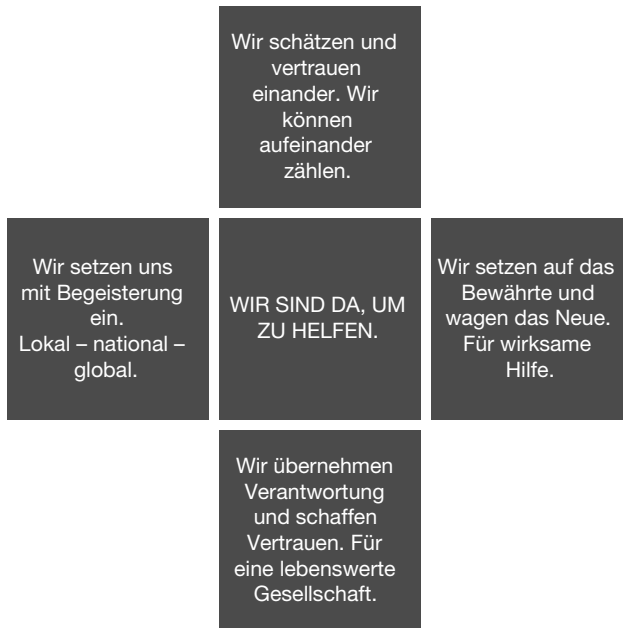 Wir schätzen und
vertrauen
einander. Wir
können
aufeinander
zählen.
Wir setzen uns
mit Begeisterung
ein.
Lokal – national –
global.
WIR SIND DA, UM
ZU HELFEN.
Wir setzen auf das
Bewährte und
wagen das Neue.
Für wirksame
Hilfe.
Wir übernehmen
Verantwortung
und schaffen
Vertrauen. Für
eine lebenswerte
Gesellschaft.